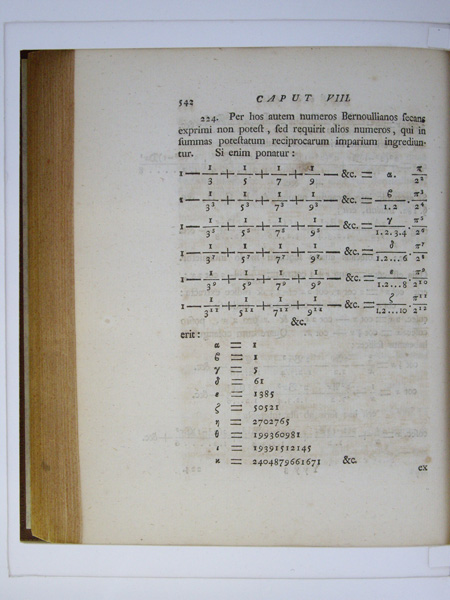 542 CAPUT VIII.
224. Per hos autem numeros Bernoullianos ſecans
exprimi non poteſt, ſed requirit alios numeros, qui in
ſummas poteſtatum reciprocarum imparium ingrediun-
tur. Si enim ponatur:
1 — 1/3 + 1/5 + 1/7 + 1/9 — &c. = α. π/2²
1 — 1/3³ + 1/5³ + 1/7³ + 1/9³ — &c. = ϐ/1.2 . π³/2⁴
1 — 1/3⁵ + 1/5⁵ + 1/7⁵ + 1/9⁵ — &c. = γ/1.2.3.4 . π⁵/2⁶
1 — 1/3⁷ + 1/5⁷ + 1/7⁷ + 1/9⁷ — &c. = δ/1.2...6 . π⁷/2⁸
1 — 1/3⁹ + 1/5⁹ + 1/7⁹ + 1/9⁹ — &c. = ε/1.2...8 . π⁹/2¹⁰
1 — 1/3¹¹ + 1/5¹¹ + 1/7¹¹ + 1/9¹¹ — &c. = ζ/1.2...10 . π¹¹/2¹²
&c.
erit:
α = 1
ϐ = 1
γ = 5
δ = 61
ε = 1385
ζ = 50521
η = 2702765
θ = 199360981
ι = 19391512145
κ = 2404879661671 &c.
ex